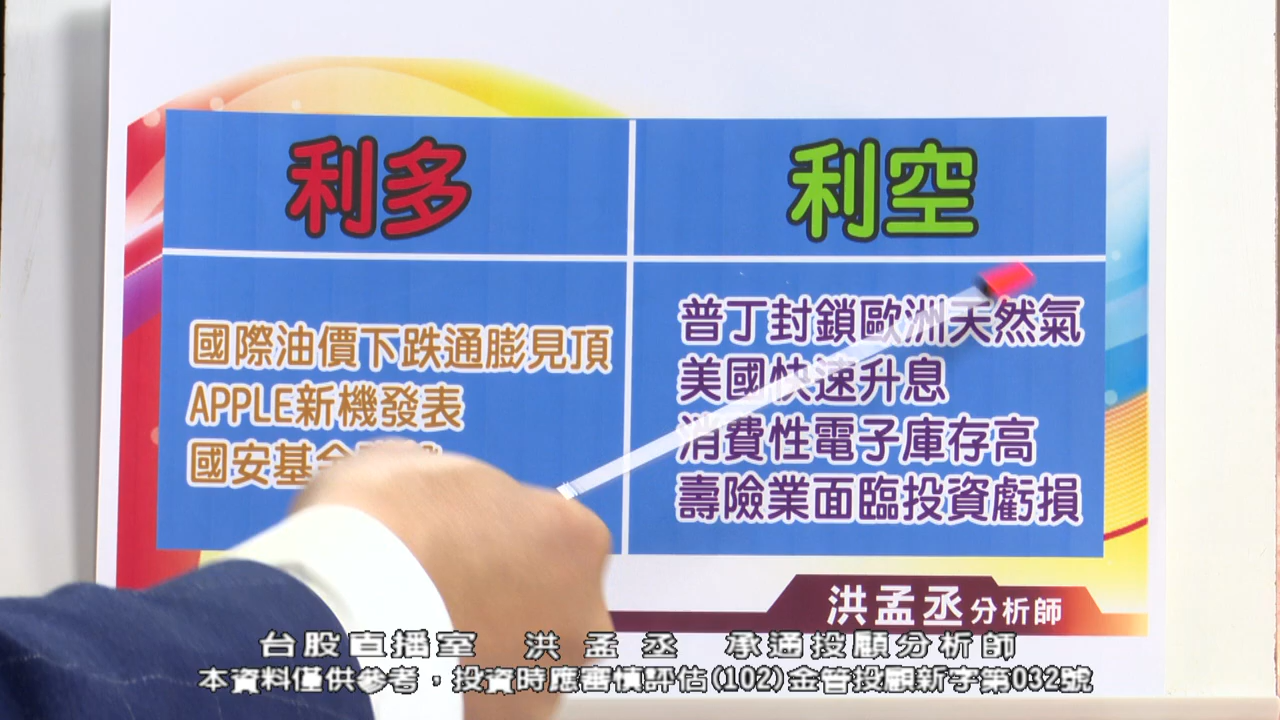 利多
利空
國際油價下跌通膨見頂
APPLE新機發表
國安基金
普丁封鎖歐洲天然氣
美國快速升息
消費性電子庫存高
壽險業面臨投資虧損
洪孟丞分析師
台股直播室 洪孟丞 承通投顧分析師
本資料僅供參考，投資時應審慎評估(102)金管投顧新字第032號